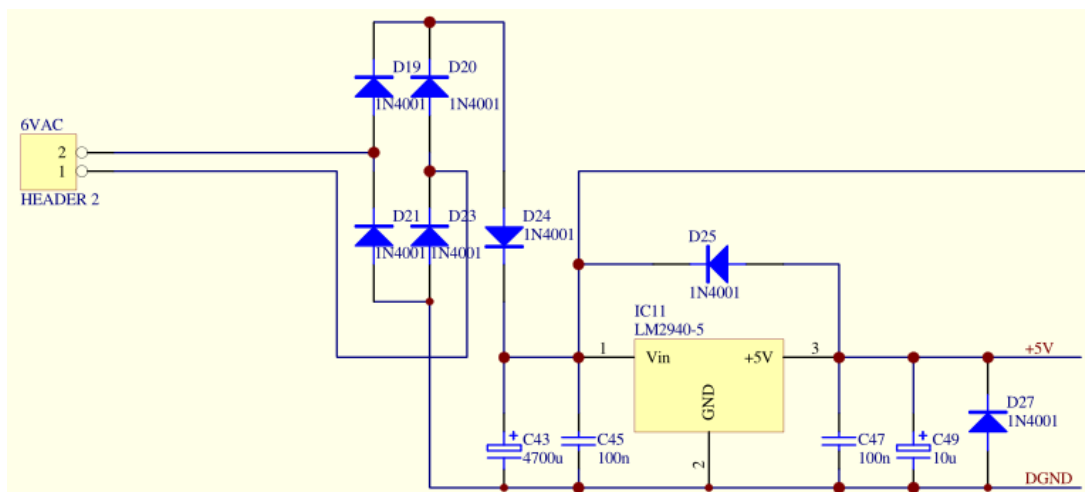 D19
D20
1N4001
1N4001
6VAC
2
1
HEADER 2
D21
D23
D24
1N4001
1N4001
1N4001
D25
1N4001
IC11
LM2940-5
1
Vin
+5V
3
GND
2
+5V
D27
1N4001
+
C43
4700u
C45
100n
C47
100n
+
C49
10u
DGND